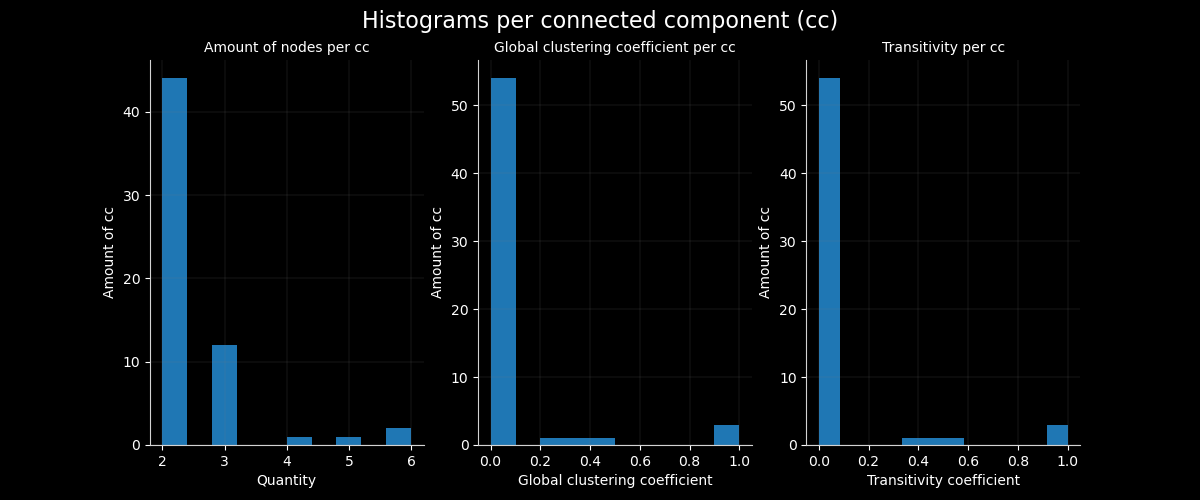 Histograms per connected component (cc)
Amount of nodes per cc
Amount of cc
0
10
20
30
40
2 3 4 5 6
Quantity
Global clustering coefficient per cc
Amount of cc
0
10
20
30
40
50
0.0 0.2 0.4 0.6 0.8 1.0
Global clustering coefficient
Transitivity per cc
Amount of cc
0
10
20
30
40
50
0.0 0.2 0.4 0.6 0.8 1.0
Transitivity coefficient